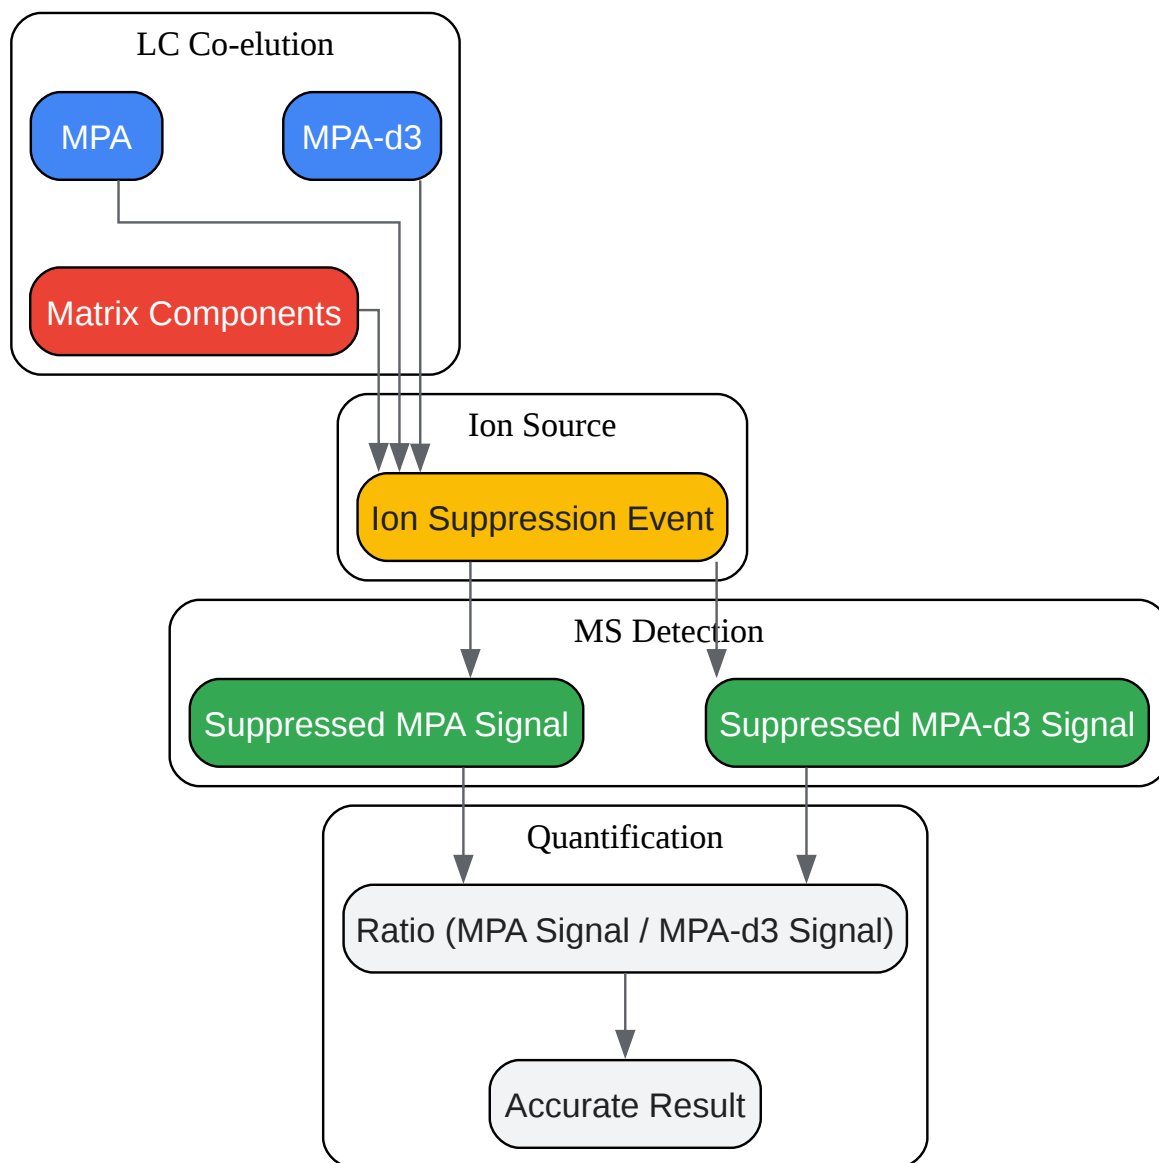 LC Co-elution
MPA
MPA-d3
Matrix Components
Ion Source
Ion Suppression Event
MS Detection
Suppressed MPA Signal
Suppressed MPA-d3 Signal
Quantification
Ratio (MPA Signal / MPA-d3 Signal)
Accurate Result